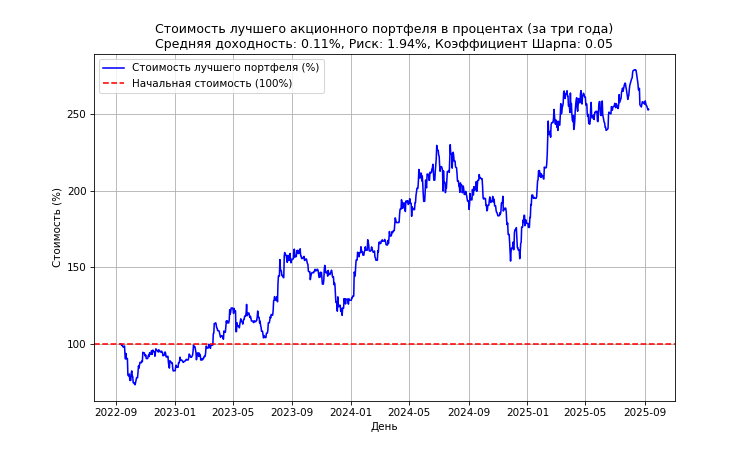 Стоимость лучшего акционного портфеля в процентах (за три года)
Средняя доходность: 0.11%, Риск: 1.94%, Коэффициент Шарпа: 0.05
Стоимость лучшего портфеля (%)
Начальная стоимость (100%)
Стоимость (%)
250
200
150
100
2022-09 2023-01 2023-05 2023-09 2024-01 2024-05 2024-09 2025-01 2025-05 2025-09
День